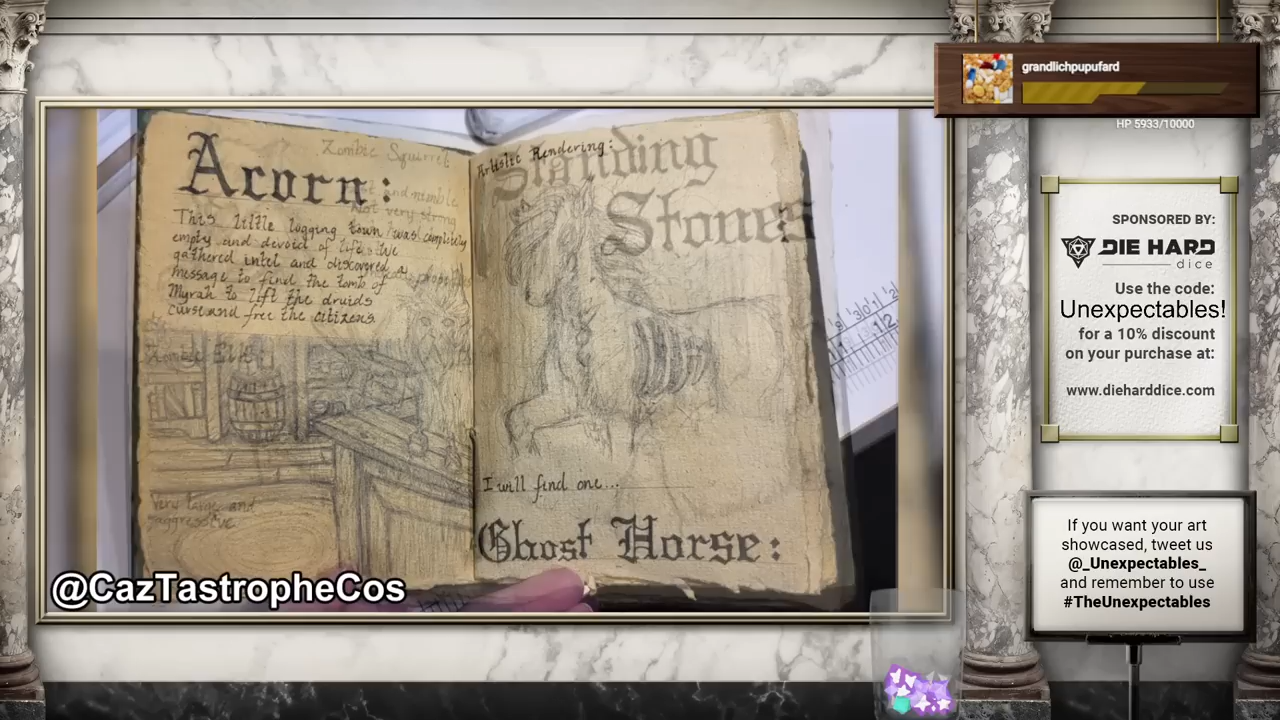 grandlichpupufard
HP 5933/10000
Zombie Squirrel
Acorn:
and nimble
Not very strong
This little logging town was completely
empty and devoid of life. We
gathered intel and discovered a
message to find the tomb of
Myrah to lift the druids
curse and free the citizens.
Zombie Elk:
Very large and
aggressive
Artistic Rendering:
Standing
Stones
I will find one...
Ghost Horse:
@CazTastropheCos
SPONSORED BY:
DIE HARD
dice
Use the code:
Unexpectables!
for a 10% discount
on your purchase at:
www.dieharddice.com
If you want your art
showcased, tweet us
@_Unexpectables_
and remember to use
#TheUnexpectables